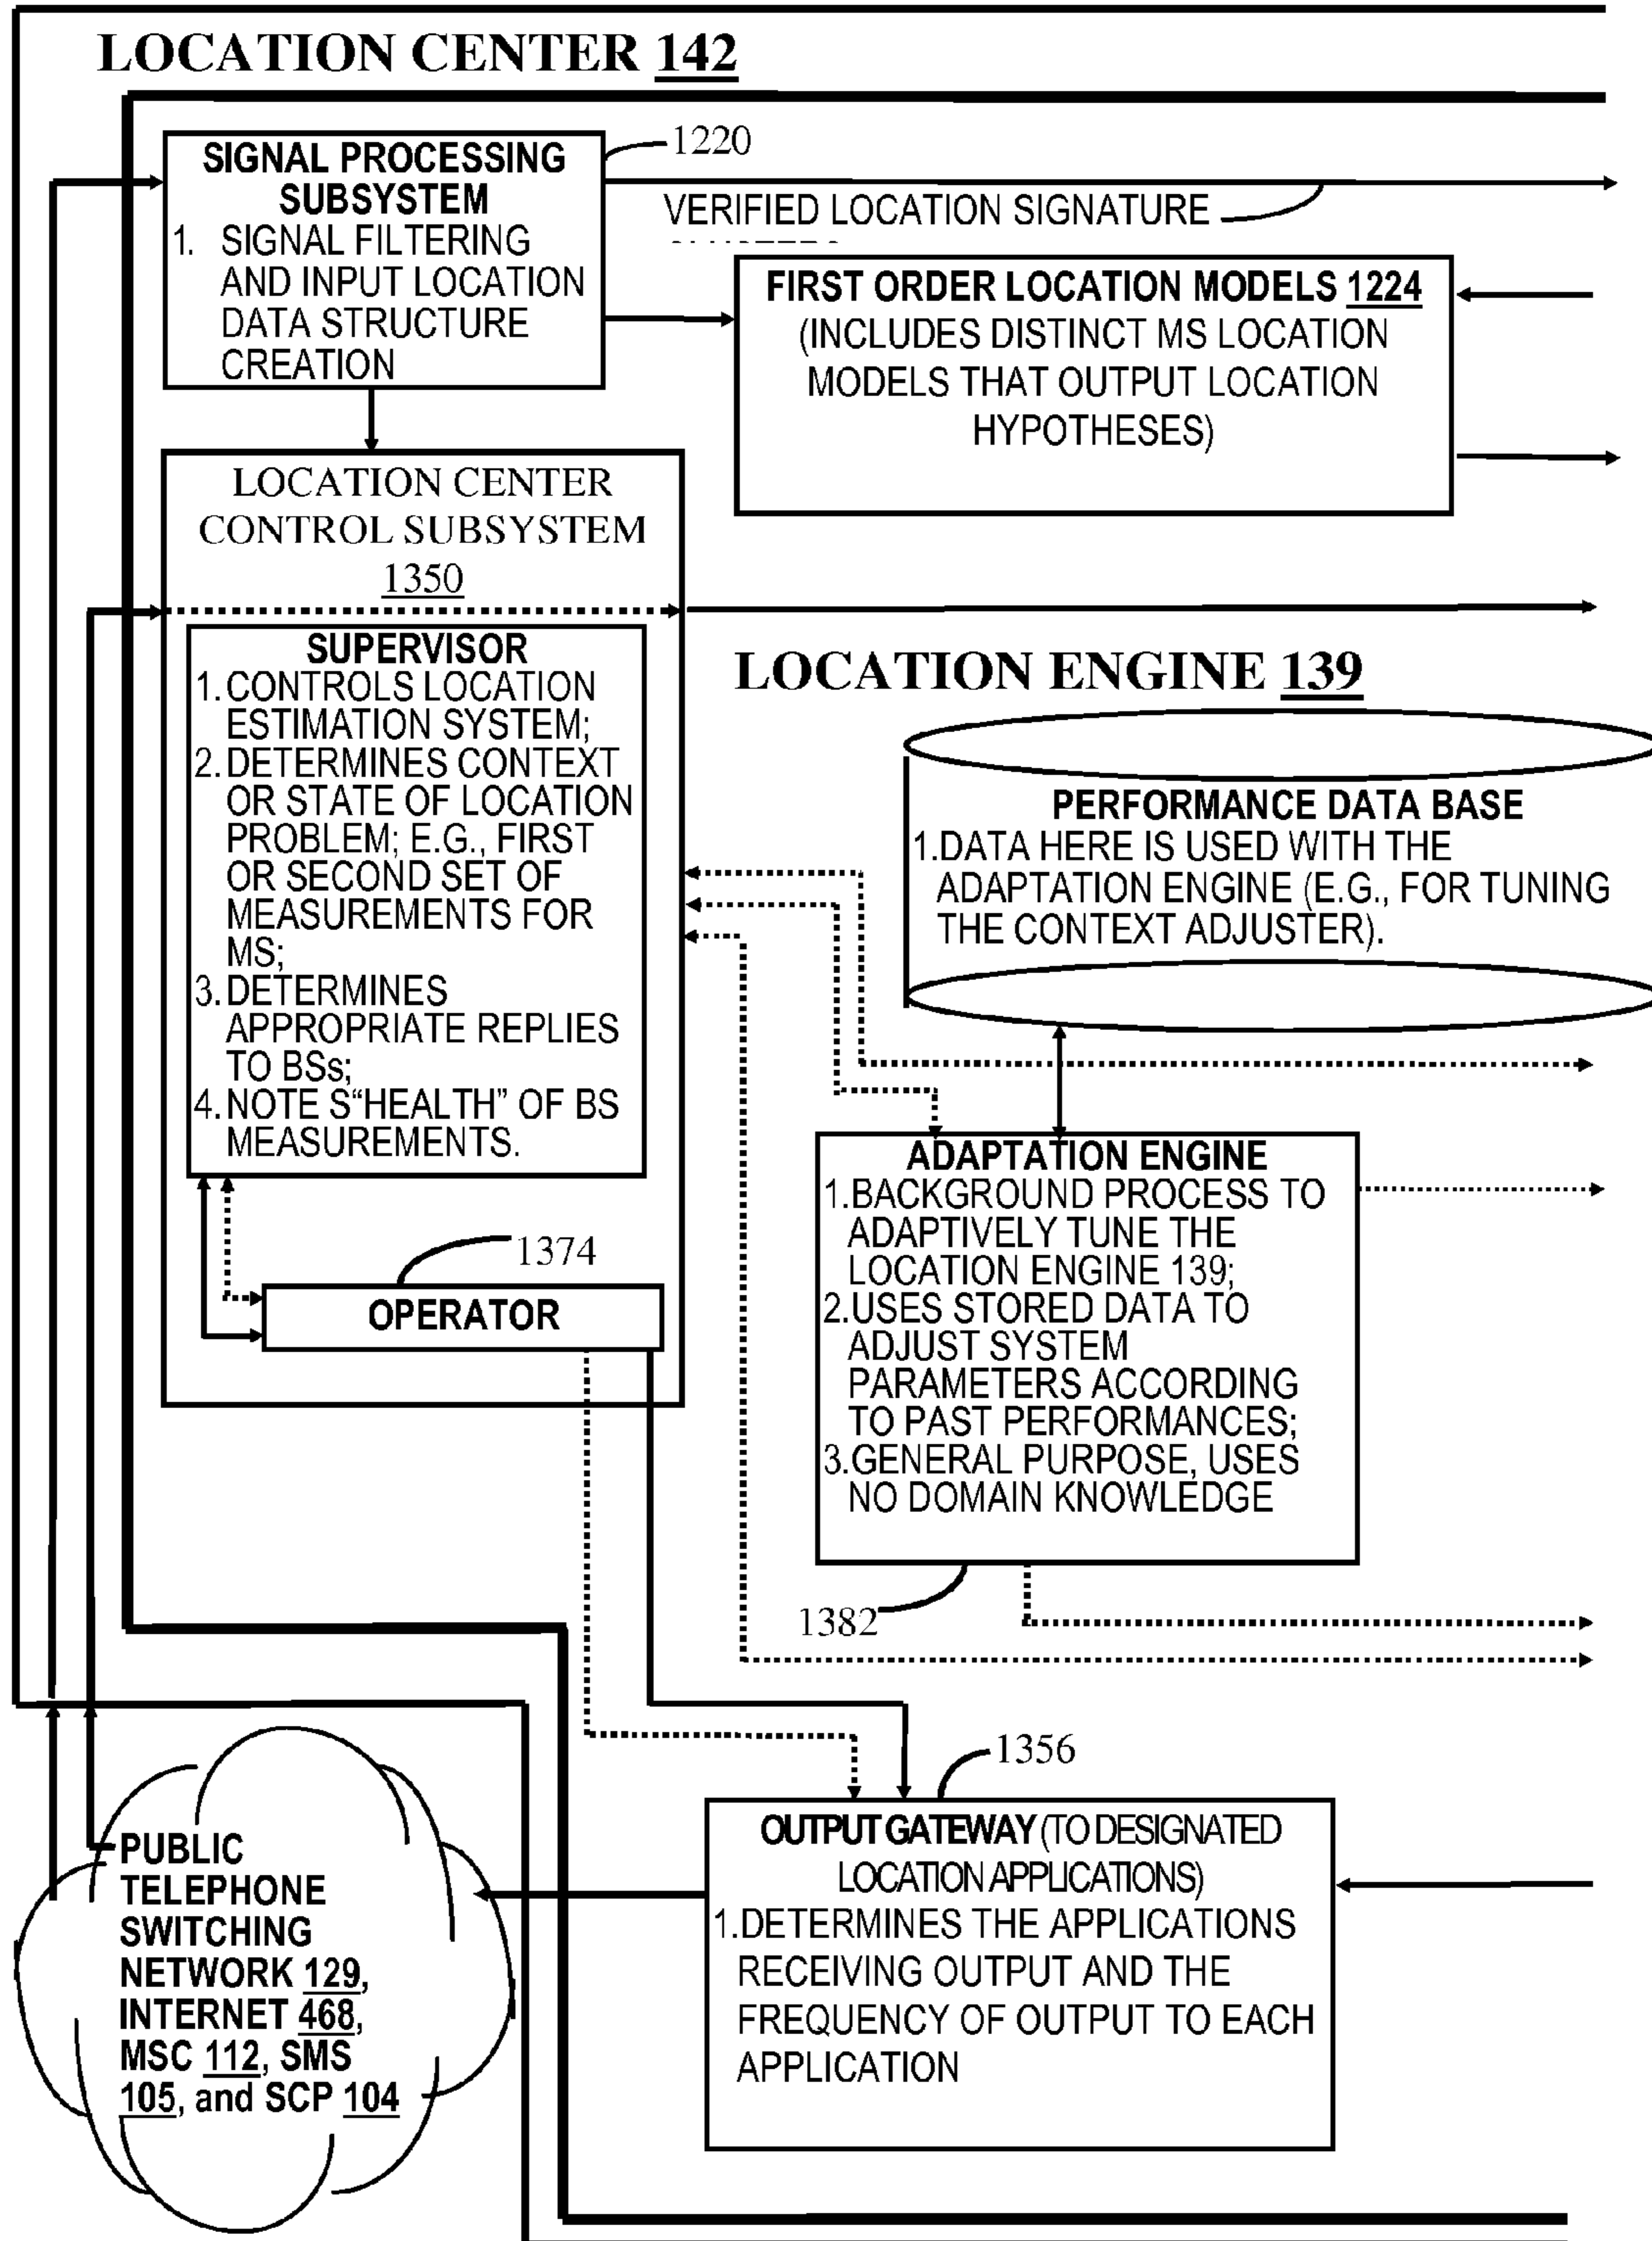 LOCATION CENTER 142
SIGNAL PROCESSING
SUBSYSTEM
1. SIGNAL FILTERING
AND INPUT LOCATION
DATA STRUCTURE
CREATION
1220
VERIFIED LOCATION SIGNATURE
FIRST ORDER LOCATION MODELS 1224
(INCLUDES DISTINCT MS LOCATION
MODELS THAT OUTPUT LOCATION
HYPOTHESES)
LOCATION CENTER
CONTROL SUBSYSTEM
1350
SUPERVISOR
1. CONTROLS LOCATION
ESTIMATION SYSTEM;
2. DETERMINES CONTEXT
OR STATE OF LOCATION
PROBLEM; E.G., FIRST
OR SECOND SET OF
MEASUREMENTS FOR
MS;
3. DETERMINES
APPROPRIATE REPLIES
TO BSs;
4. NOTE S“HEALTH” OF BS
MEASUREMENTS.
1374
OPERATOR
LOCATION ENGINE 139
PERFORMANCE DATA BASE
1.DATA HERE IS USED WITH THE
ADAPTATION ENGINE (E.G., FOR TUNING
THE CONTEXT ADJUSTER).
ADAPTATION ENGINE
1.BACKGROUND PROCESS TO
ADAPTIVELY TUNE THE
LOCATION ENGINE 139;
2.USES STORED DATA TO
ADJUST SYSTEM
PARAMETERS ACCORDING
TO PAST PERFORMANCES;
3.GENERAL PURPOSE, USES
NO DOMAIN KNOWLEDGE
1382
1356
OUTPUT GATEWAY (TO DESIGNATED
LOCATION APPLICATIONS)
1.DETERMINES THE APPLICATIONS
RECEIVING OUTPUT AND THE
FREQUENCY OF OUTPUT TO EACH
APPLICATION
PUBLIC
TELEPHONE
SWITCHING
NETWORK 129,
INTERNET 468,
MSC 112, SMS
105, and SCP 104